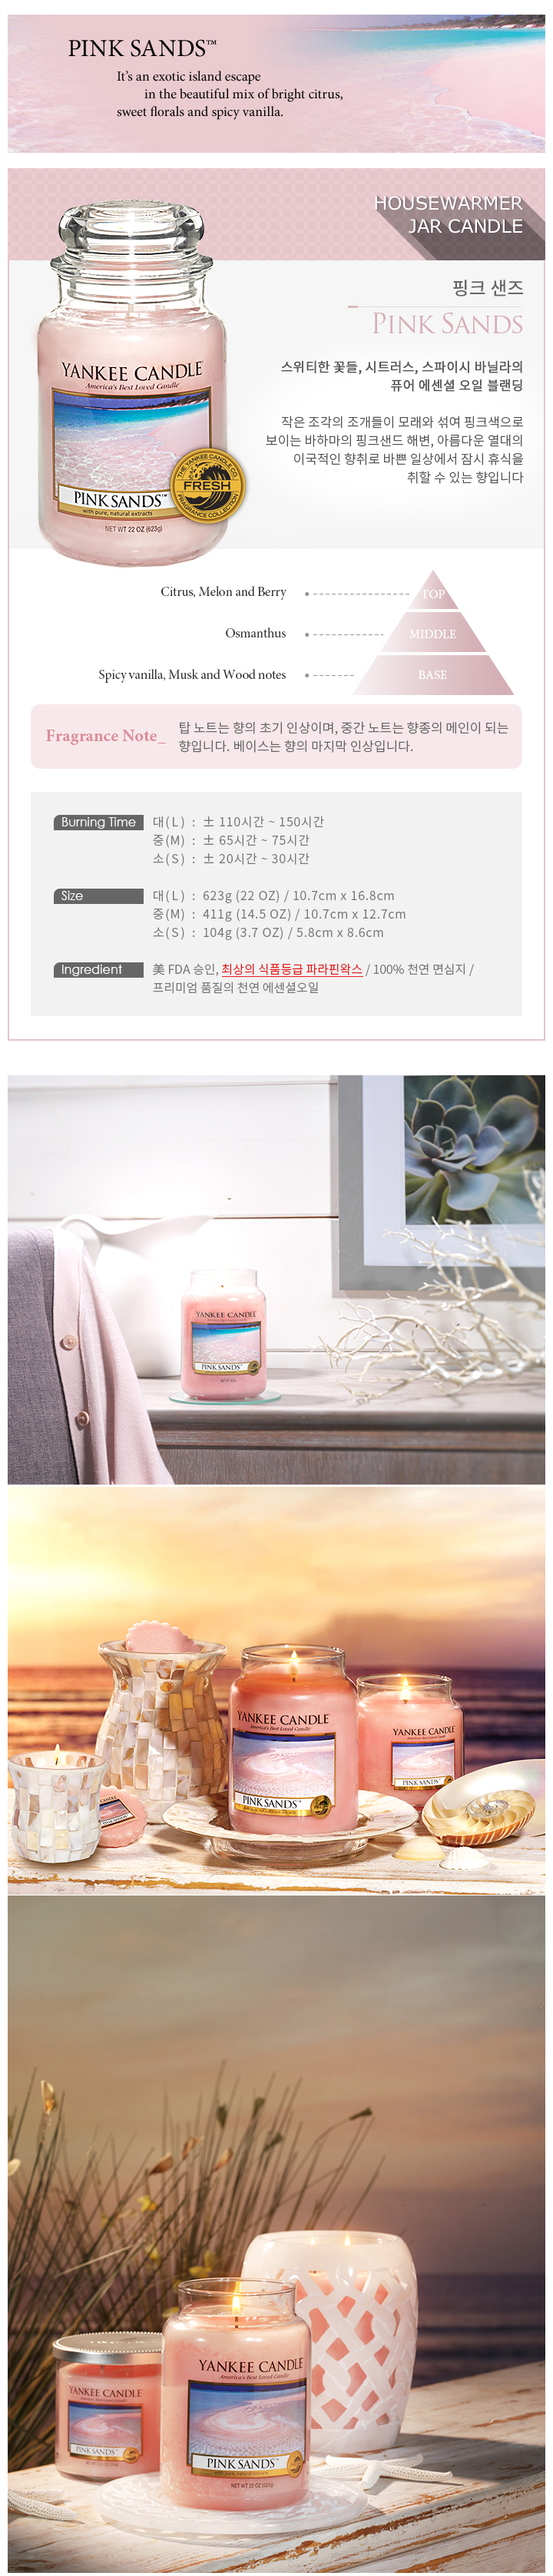 PINK SANDS™
It's an exotic island escape
in the beautiful mix of bright citrus,
sweet florals and spicy vanilla.
HOUSEWARMER
JAR CANDLE
핑크 샌즈
PINK SANDS
스위티한 꽃들, 시트러스, 스파이시 바닐라의
퓨어 에센셜 오일 블랜딩
작은 조각의 조개들이 모래와 섞여 핑크색으로
보이는 바하마의 핑크샌드 해변, 아름다운 열대의
이국적인 향취로 바쁜 일상에서 잠시 휴식을
취할 수 있는 향입니다
YANKEE CANDLE
America's Best Loved Candle
THE YANKEE CANDLE CO.
FRESH
FRAGRANCE COLLECTION
PINK SANDS™
with pure, natural extracts
NET WT 22 OZ (623g)
Citrus, Melon and Berry
TOP
Osmanthus
MIDDLE
Spicy vanilla, Musk and Wood notes
BASE
Fragrance Note_
탑 노트는 향의 초기 인상이며, 중간 노트는 향종의 메인이 되는
향입니다. 베이스는 향의 마지막 인상입니다.
Burning Time
대(L) : ± 110시간 ~ 150시간
중(M) : ± 65시간 ~ 75시간
소(S) : ± 20시간 ~ 30시간
Size
대(L) : 623g (22 OZ) / 10.7cm x 16.8cm
중(M) : 411g (14.5 OZ) / 10.7cm x 12.7cm
소(S) : 104g (3.7 OZ) / 5.8cm x 8.6cm
Ingredient
美 FDA 승인, 최상의 식품등급 파라핀왁스 / 100% 천연 면심지 /
프리미엄 품질의 천연 에센셜오일
YANKEE CANDLE
PINK SANDS™
YANKEE CANDLE
America's Best Loved Candle
PINK SANDS™
YANKEE CANDLE
PINK SANDS™
CANDLE
YANKEE CANDLE
America's Best Loved Candle
PINK SANDS™
NET WT 22 OZ (623g)
YANKEE CANDLE
PINK SANDS™